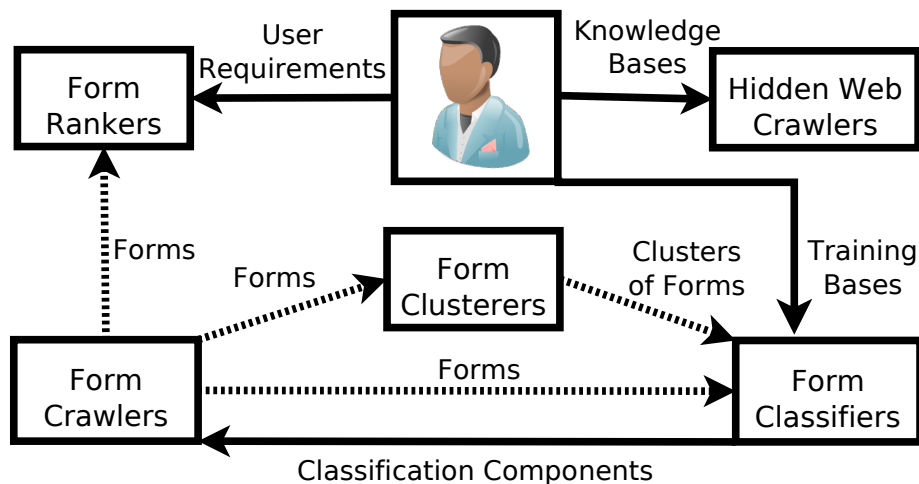 User
Requirements
Knowledge
Bases
Form
Rankers
Hidden Web
Crawlers
Forms
Forms
Form
Clusterers
Clusters
of Forms
Training
Bases
Form
Crawlers
Forms
Form
Classifiers
Classification Components